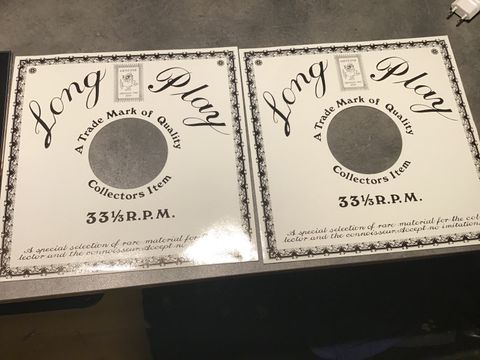 Long Play
A Trade Mark of Quality
Collectors Item
33⅓ R.P.M.
A special selection of rare material for the col-
lector and the connoisseur. Accept no imitations
Long Play
A Trade Mark of Quality
Collectors Item
33⅓ R.P.M.
A special selection of rare material for the col-
lector and the connoisseur. Accept no imitation